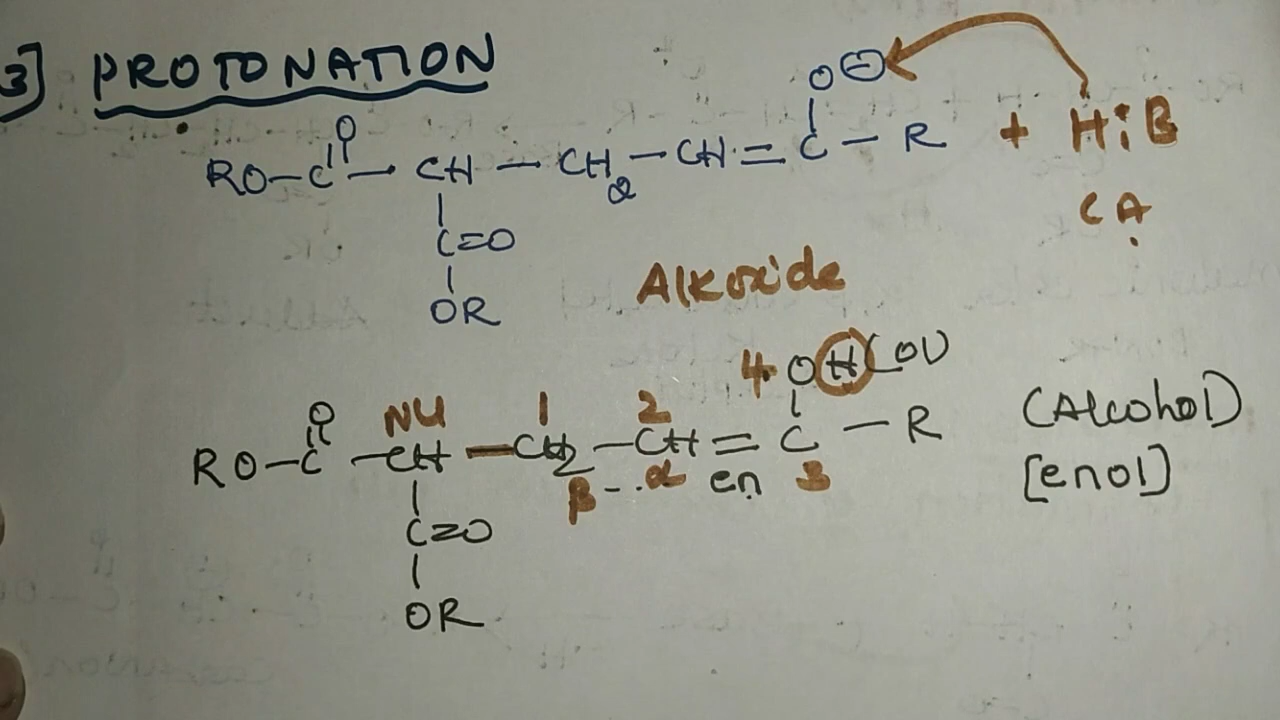 3] PROTONATION
O O ⊖
RO-C-CH-CH2-CH=C-R + H:B
C=O CA
OR
Alkoxide
4. OH
O NU 1 2
RO-C-CH-CH2-CH=C-R (Alcohol)
β-..α en 3 [enol]
C=O
OR